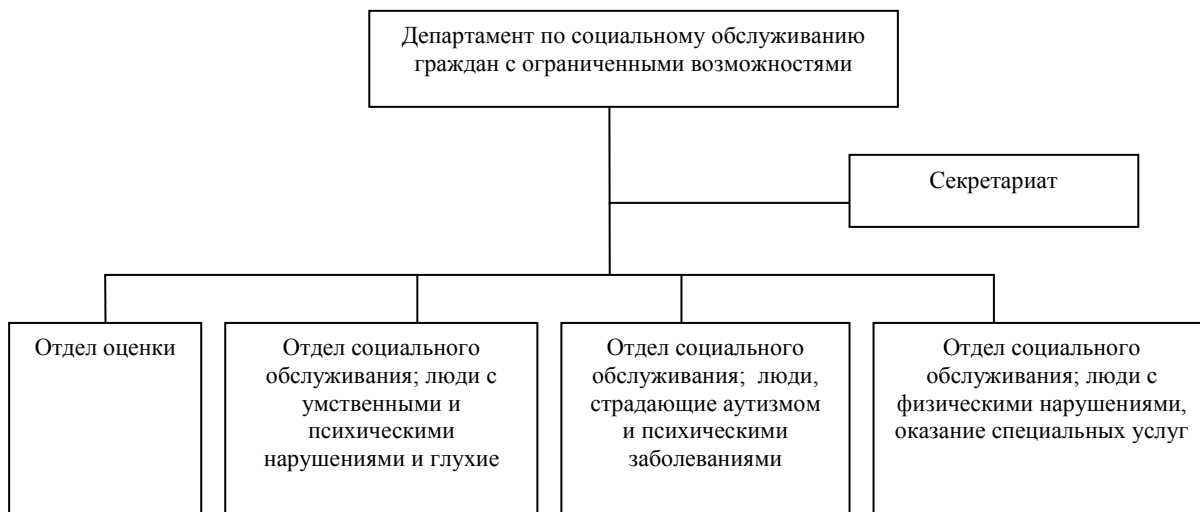 Департамент по социальному обслуживанию
граждан с ограниченными возможностями
Секретариат
Отдел оценки
Отдел социального
обслуживания; люди с
умственными и
психическими
нарушениями и глухие
Отдел социального
обслуживания; люди,
страдающие аутизмом
и психическими
заболеваниями
Отдел социального
обслуживания; люди с
физическими нарушениями,
оказание специальных услуг